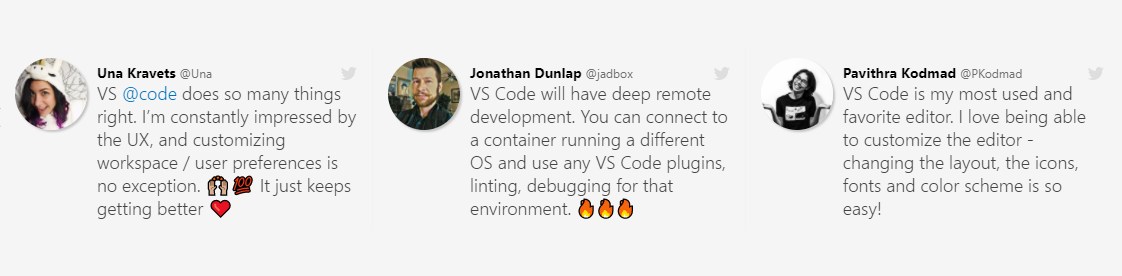 Una Kravets @Una
VS @code does so many things
right. I’m constantly impressed by
the UX, and customizing
workspace / user preferences is
no exception. 🙌🏽💯 It just keeps
getting better ❤️
Jonathan Dunlap @jadbox
VS Code will have deep remote
development. You can connect to
a container running a different
OS and use any VS Code plugins,
linting, debugging for that
environment. 🔥🔥🔥
Pavithra Kodmad @PKodmad
VS Code is my most used and
favorite editor. I love being able
to customize the editor -
changing the layout, the icons,
fonts and color scheme is so
easy!